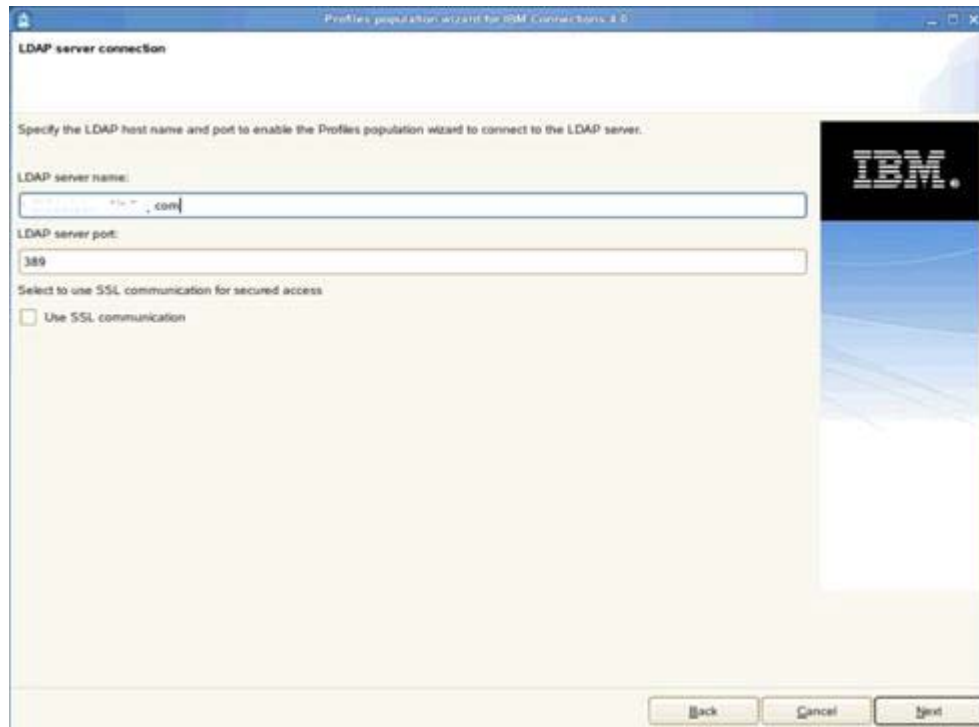 Profiles population wizard for IBM Connections 4.0
LDAP server connection
Specify the LDAP host name and port to enable the Profiles population wizard to connect to the LDAP server.
IBM.
LDAP server name:
.com
LDAP server port:
389
Select to use SSL communication for secured access
Use SSL communication
Back
Cancel
Next